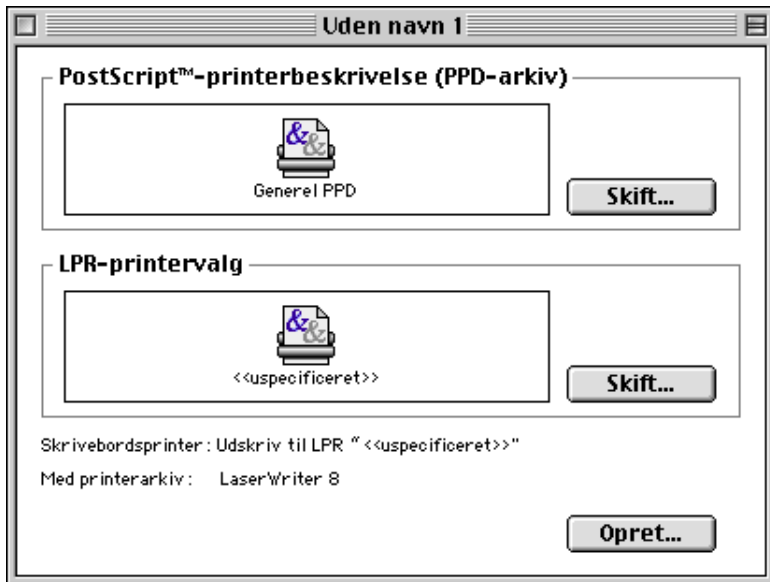 Uden navn 1
PostScript™-printerbeskrivelse (PPD-arkiv)
Generel PPD
Skift...
LPR-printervalg
<<uspecificeret>>
Skift...
Skrivebordsprinter: Udskriv til LPR “<<uspecificeret>>"
Med printerarkiv: LaserWriter 8
Opret...